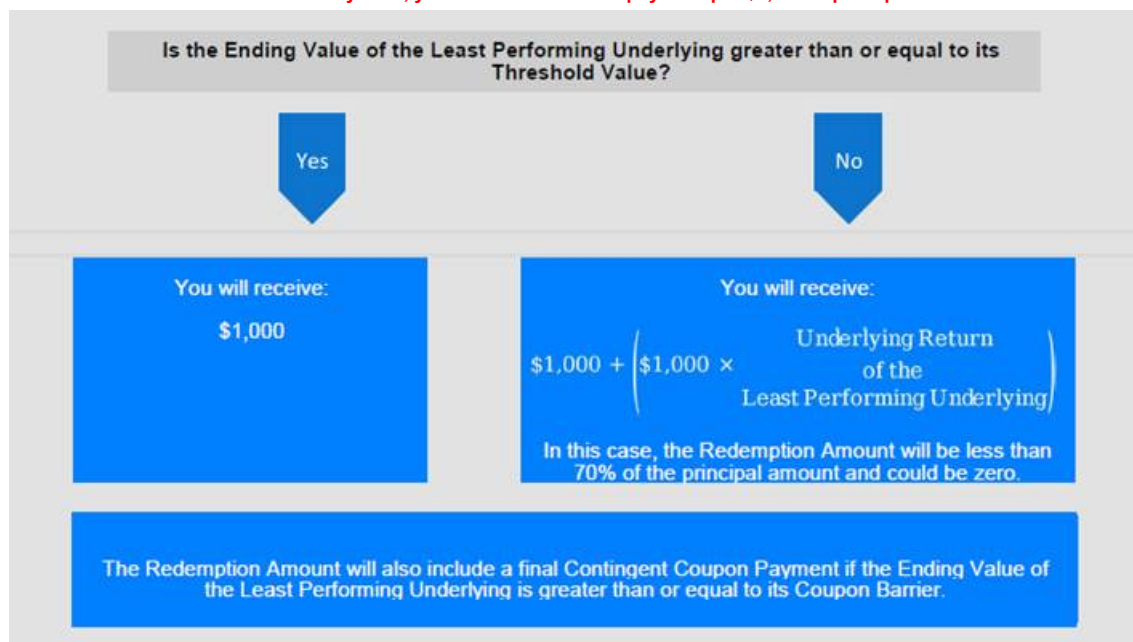 Is the Ending Value of the Least Performing Underlying greater than or equal to its
Threshold Value?
Yes
No
You will receive:
$1,000
You will receive:
$1,000 + ($1,000 × Underlying Return
of the
Least Performing Underlying)
In this case, the Redemption Amount will be less than
70% of the principal amount and could be zero.
The Redemption Amount will also include a final Contingent Coupon Payment if the Ending Value of
the Least Performing Underlying is greater than or equal to its Coupon Barrier.